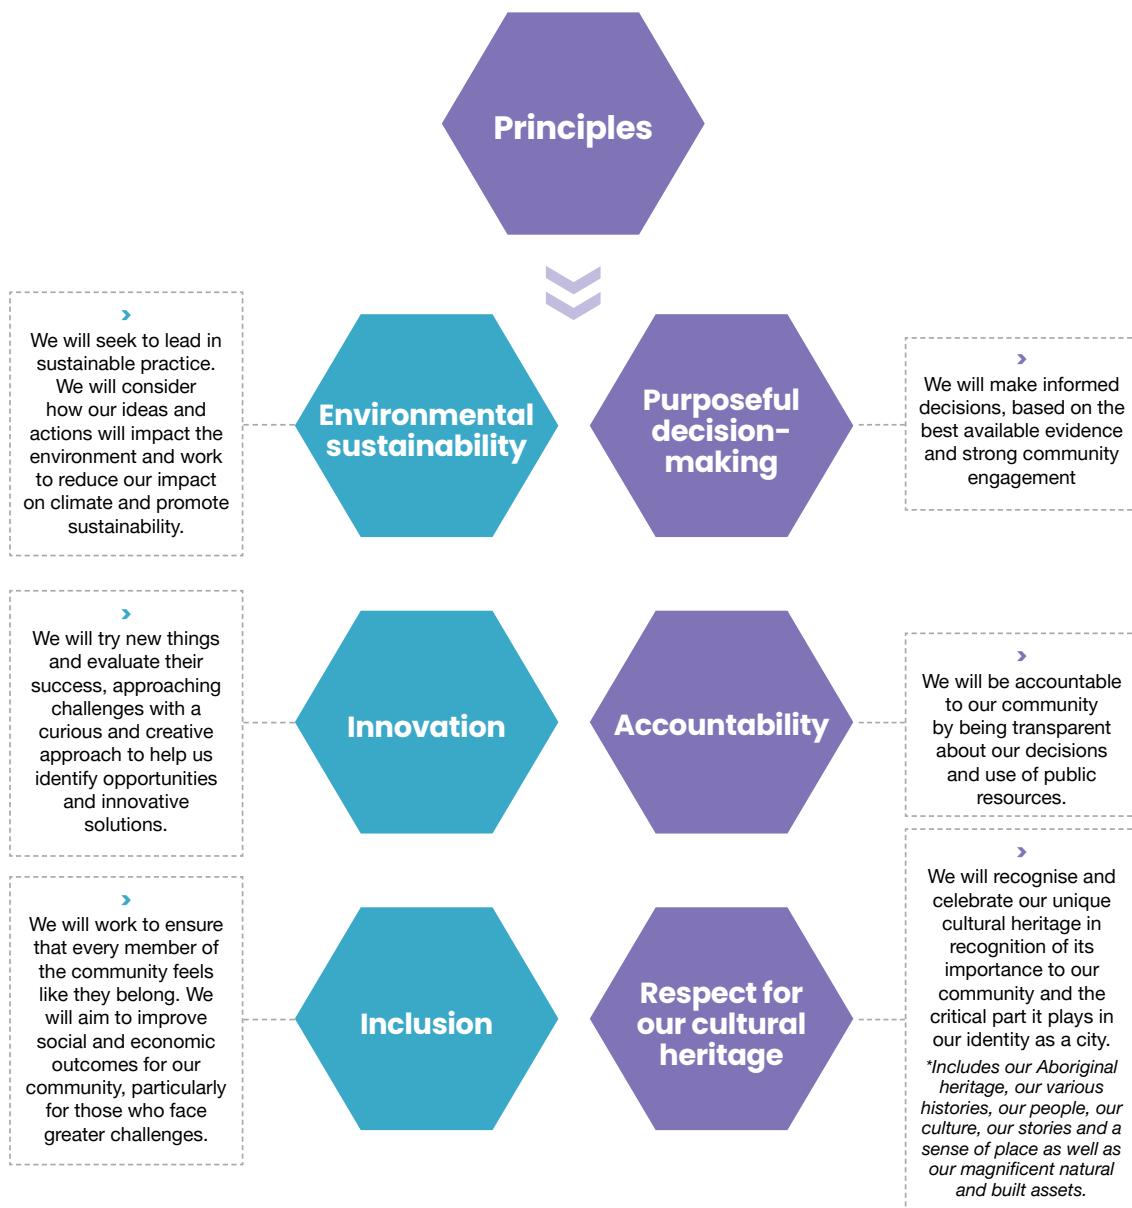 Principles
We will seek to lead in
sustainable practice.
We will consider
how our ideas and
actions will impact the
environment and work
to reduce our impact
on climate and promote
sustainability.
Environmental
sustainability
Purposeful
decision-
making
We will make informed
decisions, based on the
best available evidence
and strong community
engagement
We will try new things
and evaluate their
success, approaching
challenges with a
curious and creative
approach to help us
identify opportunities
and innovative
solutions.
Innovation
Accountability
We will be accountable
to our community
by being transparent
about our decisions
and use of public
resources.
We will work to ensure
that every member of
the community feels
like they belong. We
will aim to improve
social and economic
outcomes for our
community, particularly
for those who face
greater challenges.
Inclusion
Respect for
our cultural
heritage
We will recognise and
celebrate our unique
cultural heritage in
recognition of its
importance to our
community and the
critical part it plays in
our identity as a city.
*Includes our Aboriginal
heritage, our various
histories, our people, our
culture, our stories and a
sense of place as well as
our magnificent natural
and built assets.